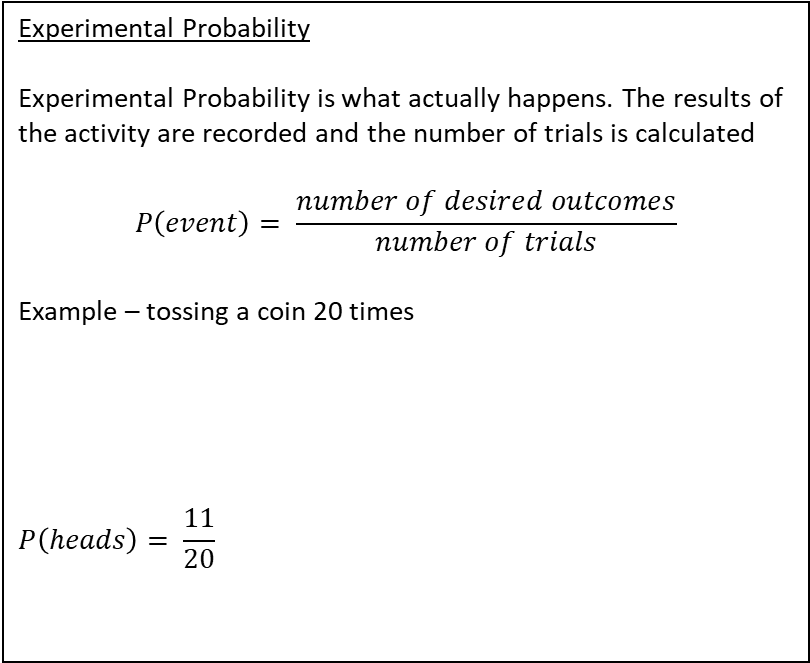 Experimental Probability
Experimental Probability is what actually happens. The results of
the activity are recorded and the number of trials is calculated
P(event) = number of desired outcomes / number of trials
Example – tossing a coin 20 times
P(heads) = 11 / 20